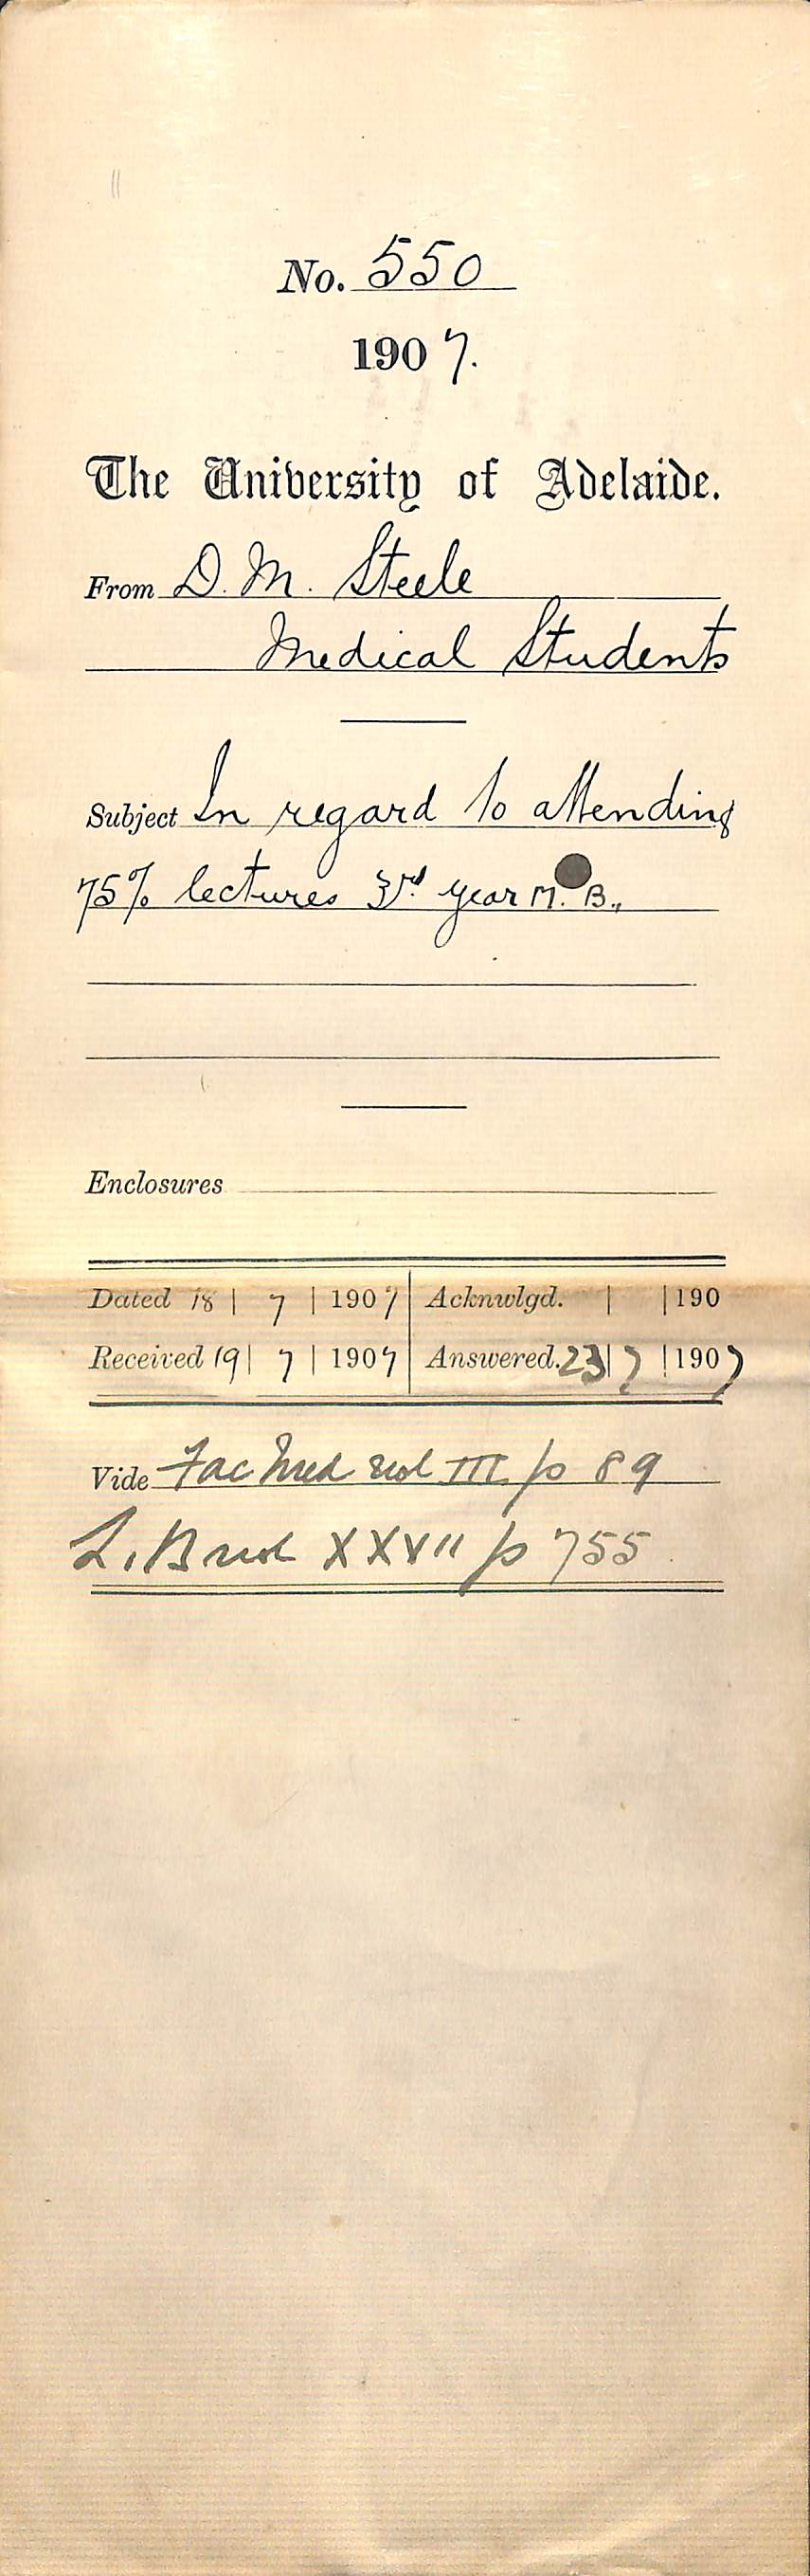 No. 550
1907.
The University of Adelaide.
From D. M. Steele
Medical Students
Subject In regard to attending
75% lectures 3rd year M.B.,
Enclosures
Dated 18 | 7 | 1907 Acknwlgd. | | 190
Received 19 | 7 | 1907 Answered. 23 | 7 | 1907
Vide Fac Med vol III p 89
L. B vol XXVII p 755